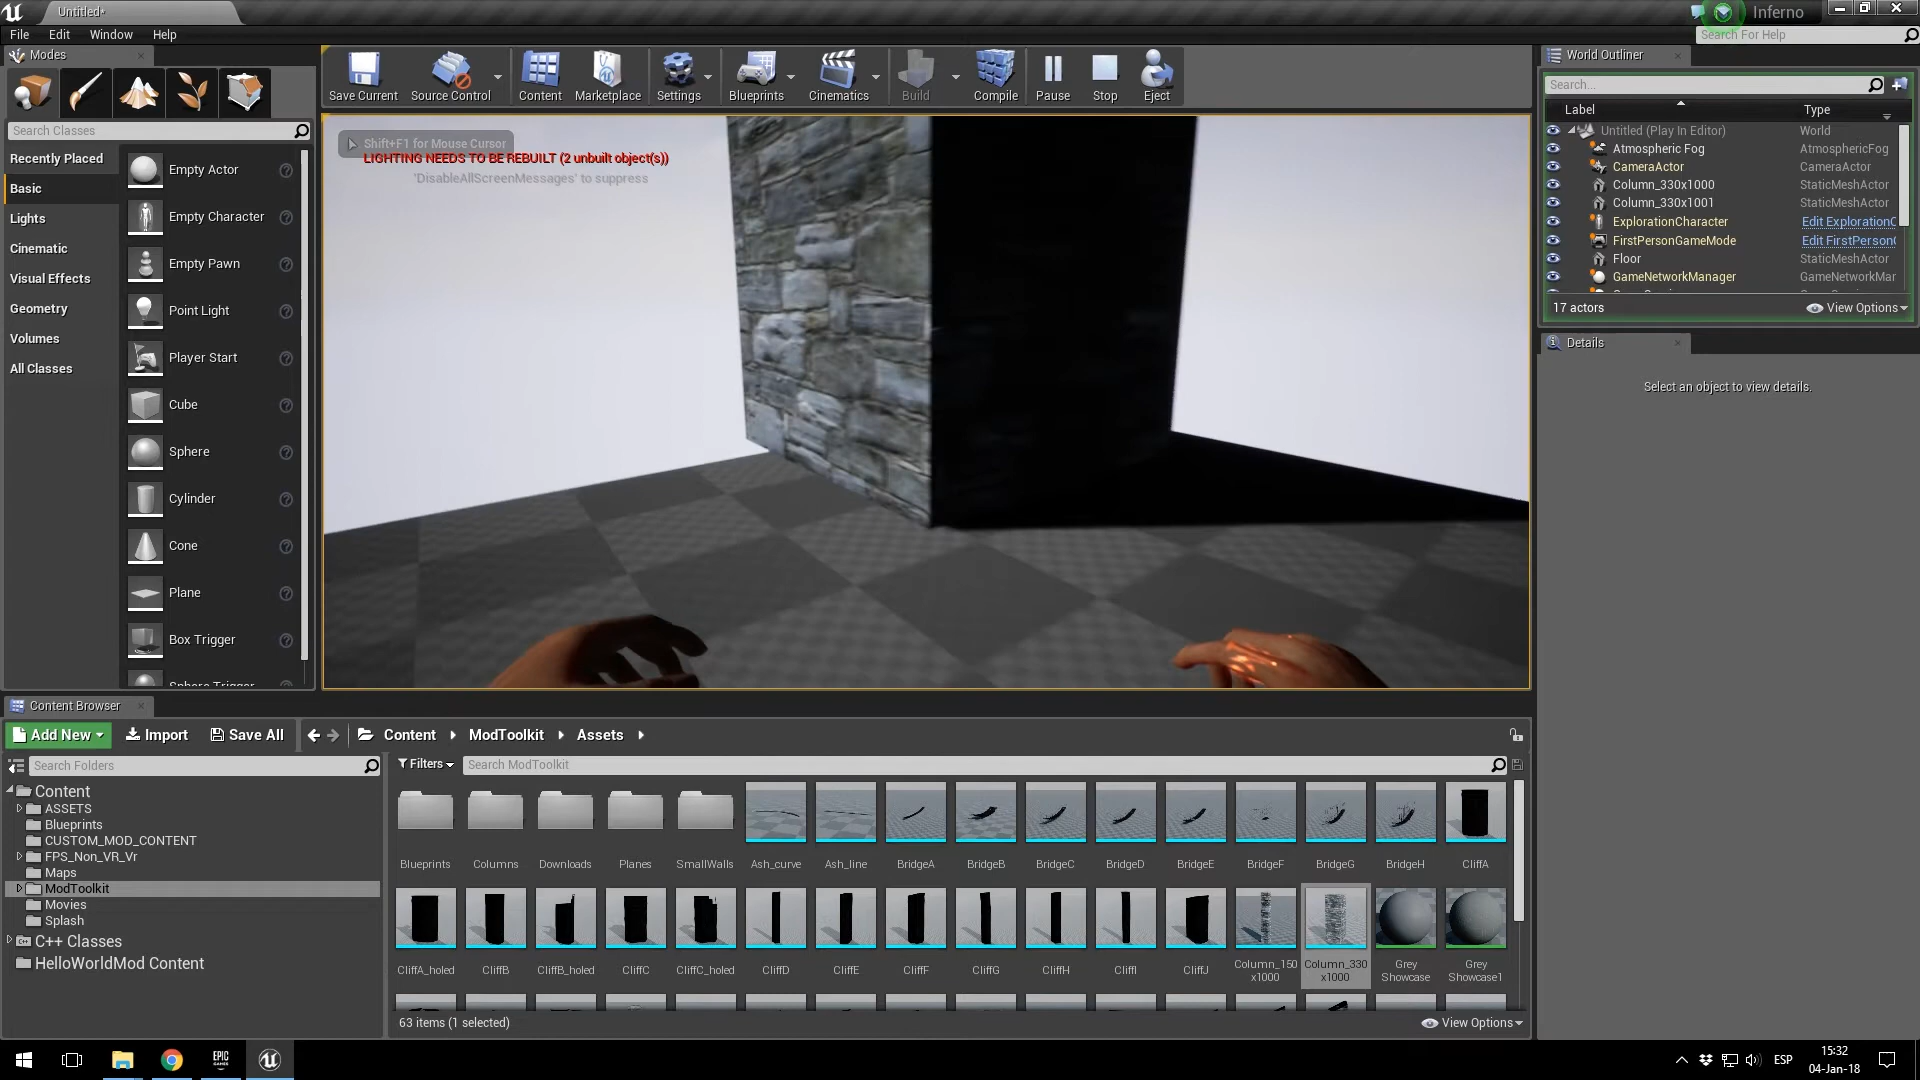 Untitled*
Inferno
File Edit Window Help
Search For Help
Modes
Save Current
Source Control
Content
Marketplace
Settings
Blueprints
Cinematics
Build
Compile
Pause
Stop
Eject
World Outliner
Search...
Label Type
Search Classes
Recently Placed
Basic
Lights
Cinematic
Visual Effects
Geometry
Volumes
All Classes
Empty Actor
Empty Character
Empty Pawn
Point Light
Player Start
Cube
Sphere
Cylinder
Cone
Plane
Box Trigger
Sphere Trigger
Shift+F1 for Mouse Cursor
LIGHTING NEEDS TO BE REBUILT (2 unbuilt object(s))
'DisableAllScreenMessages' to suppress
Untitled (Play In Editor) World
Atmospheric Fog AtmosphericFog
CameraActor CameraActor
Column_330x1000 StaticMeshActor
Column_330x1001 StaticMeshActor
ExplorationCharacter Edit ExplorationC
FirstPersonGameMode Edit FirstPerson
Floor StaticMeshActor
GameNetworkManager GameNetworkMar
17 actors
View Options
Details
Select an object to view details.
Content Browser
Add New Import Save All Content ModToolkit Assets
Search Folders
Filters
Search ModToolkit
Content
ASSETS
Blueprints
CUSTOM_MOD_CONTENT
FPS_Non_VR_Vr
Maps
ModToolkit
Movies
Splash
C++ Classes
HelloWorldMod Content
Blueprints Columns Downloads Planes SmallWalls Ash_curve Ash_line BridgeA BridgeB BridgeC BridgeD BridgeE BridgeF BridgeG BridgeH CliffA
CliffA_holed CliffB CliffB_holed CliffC CliffC_holed CliffD CliffE CliffF CliffG CliffH CliffI CliffJ Column_150 Column_330 Grey Grey
x1000 x1000 Showcase Showcase1
63 items (1 selected)
View Options
EPIC
GAMES
ESP
15:32
04-Jan-18